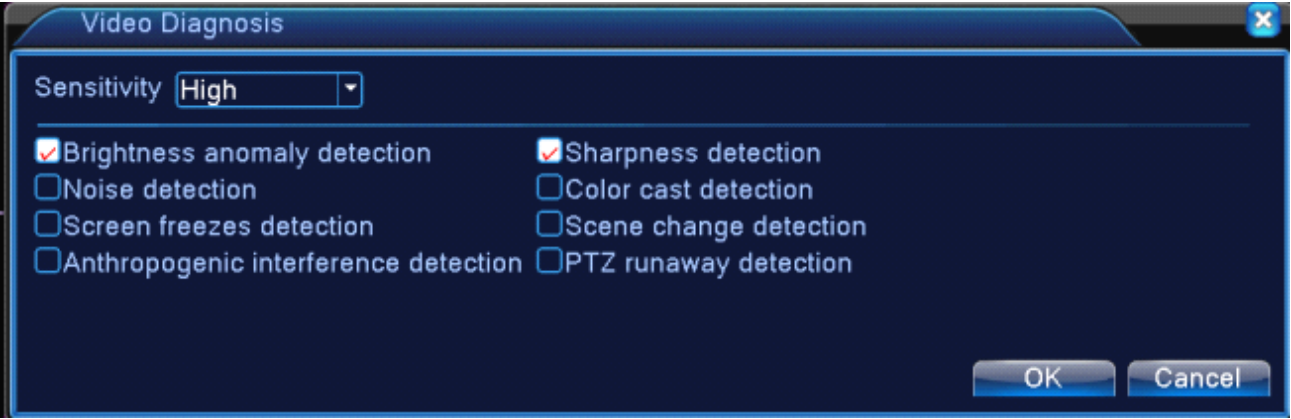 Video Diagnosis
Sensitivity High
Brightness anomaly detection Sharpness detection
Noise detection Color cast detection
Screen freezes detection Scene change detection
Anthropogenic interference detection PTZ runaway detection
OK Cancel